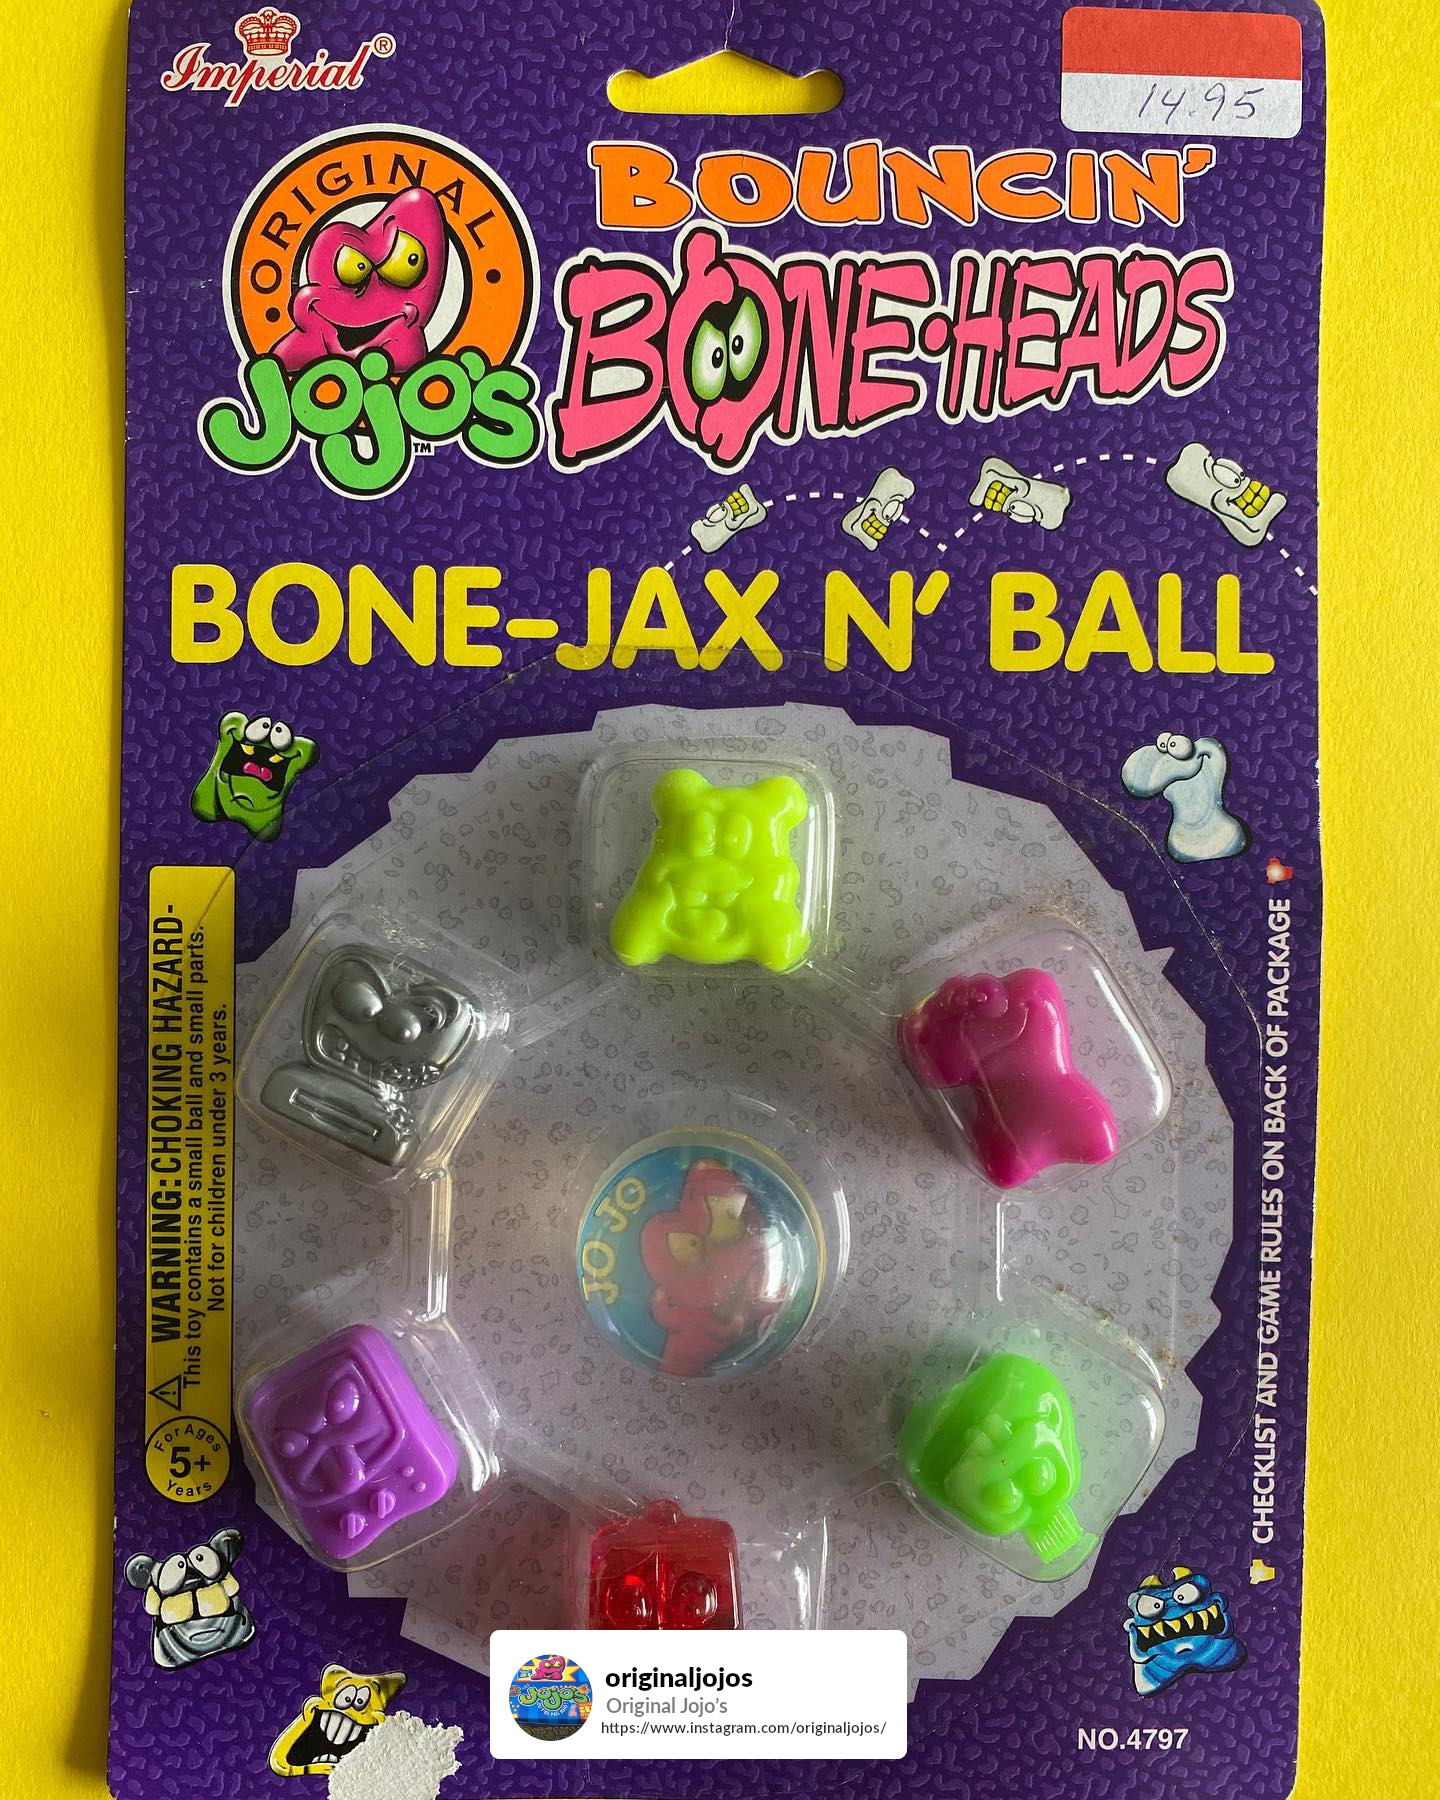 Imperial®
14.95
ORIGINAL
JOJO'S™
BOUNCIN'
BONE•HEADS
BONE-JAX N' BALL
⚠ WARNING: CHOKING HAZARD-
This toy contains a small ball and small parts.
Not for children under 3 years.
For Ages
5+
Years
JO JO
CHECKLIST AND GAME RULES ON BACK OF PACKAGE
NO.4797
originaljojos
Original Jojo's
https://www.instagram.com/originaljojos/